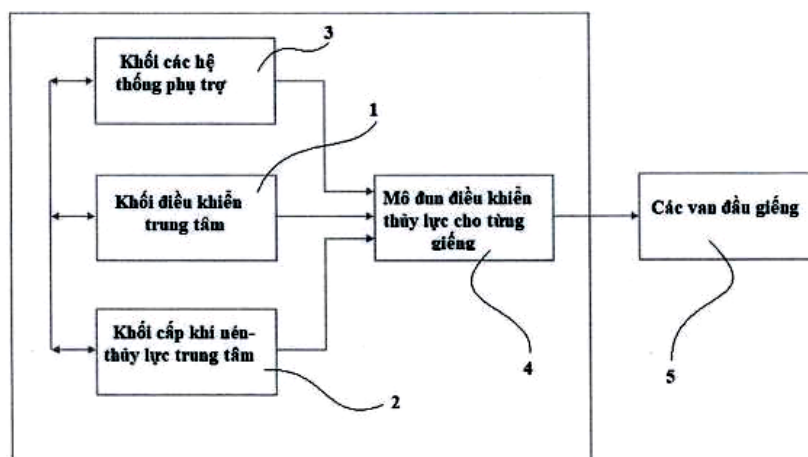 3
Khối các hệ
thống phụ trợ
1
Khối điều khiển
trung tâm
Mô đun điều khiển
thủy lực cho từng
giếng
Các van đầu giếng
Khối cấp khí nén-
thủy lực trung tâm
4
5
2